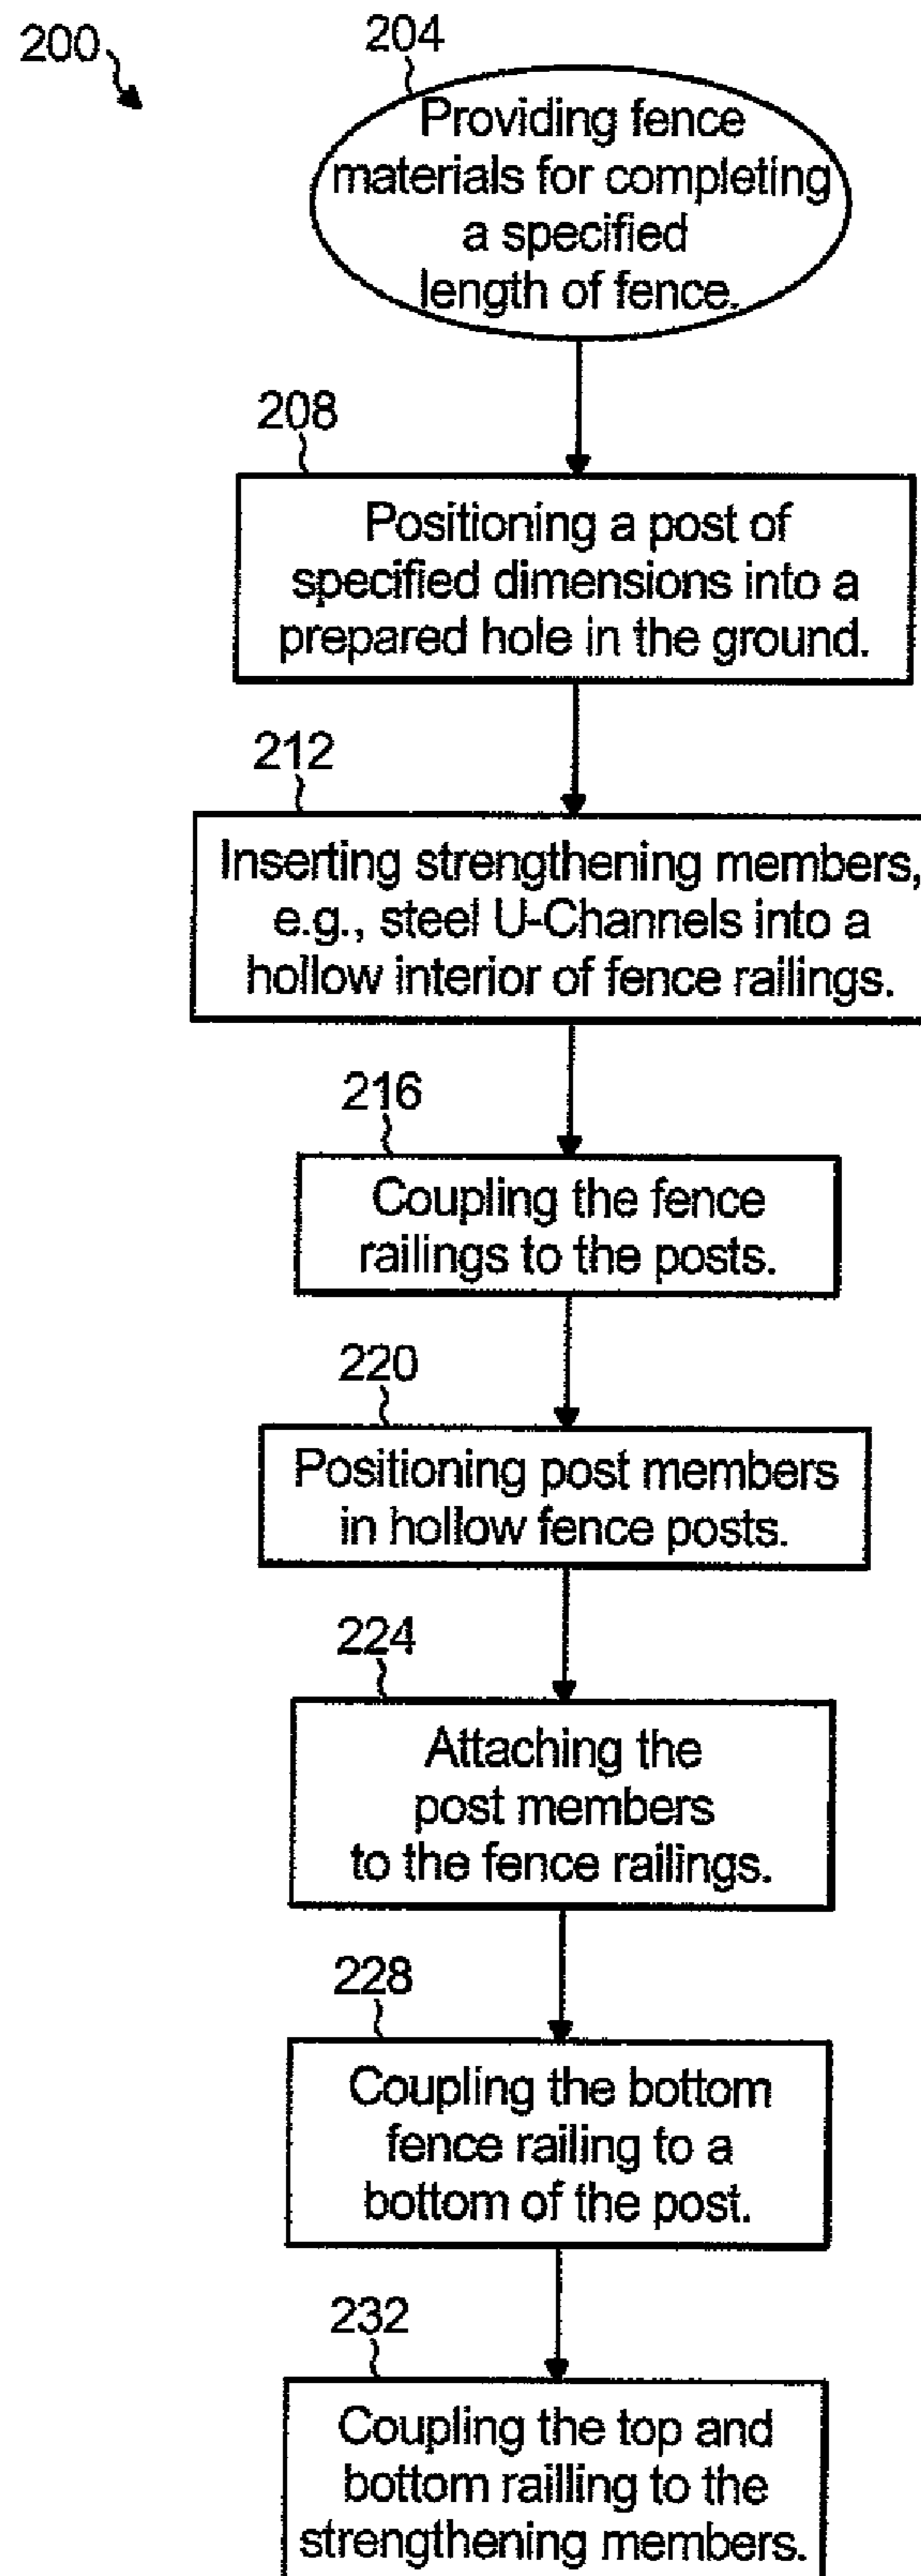 200
204
Providing fence
materials for completing
a specified
length of fence.
208
Positioning a post of
specified dimensions into a
prepared hole in the ground.
212
Inserting strengthening members,
e.g., steel U-Channels into a
hollow interior of fence railings.
216
Coupling the fence
railings to the posts.
220
Positioning post members
in hollow fence posts.
224
Attaching the
post members
to the fence railings.
228
Coupling the bottom
fence railing to a
bottom of the post.
232
Coupling the top and
bottom railling to the
strengthening members.